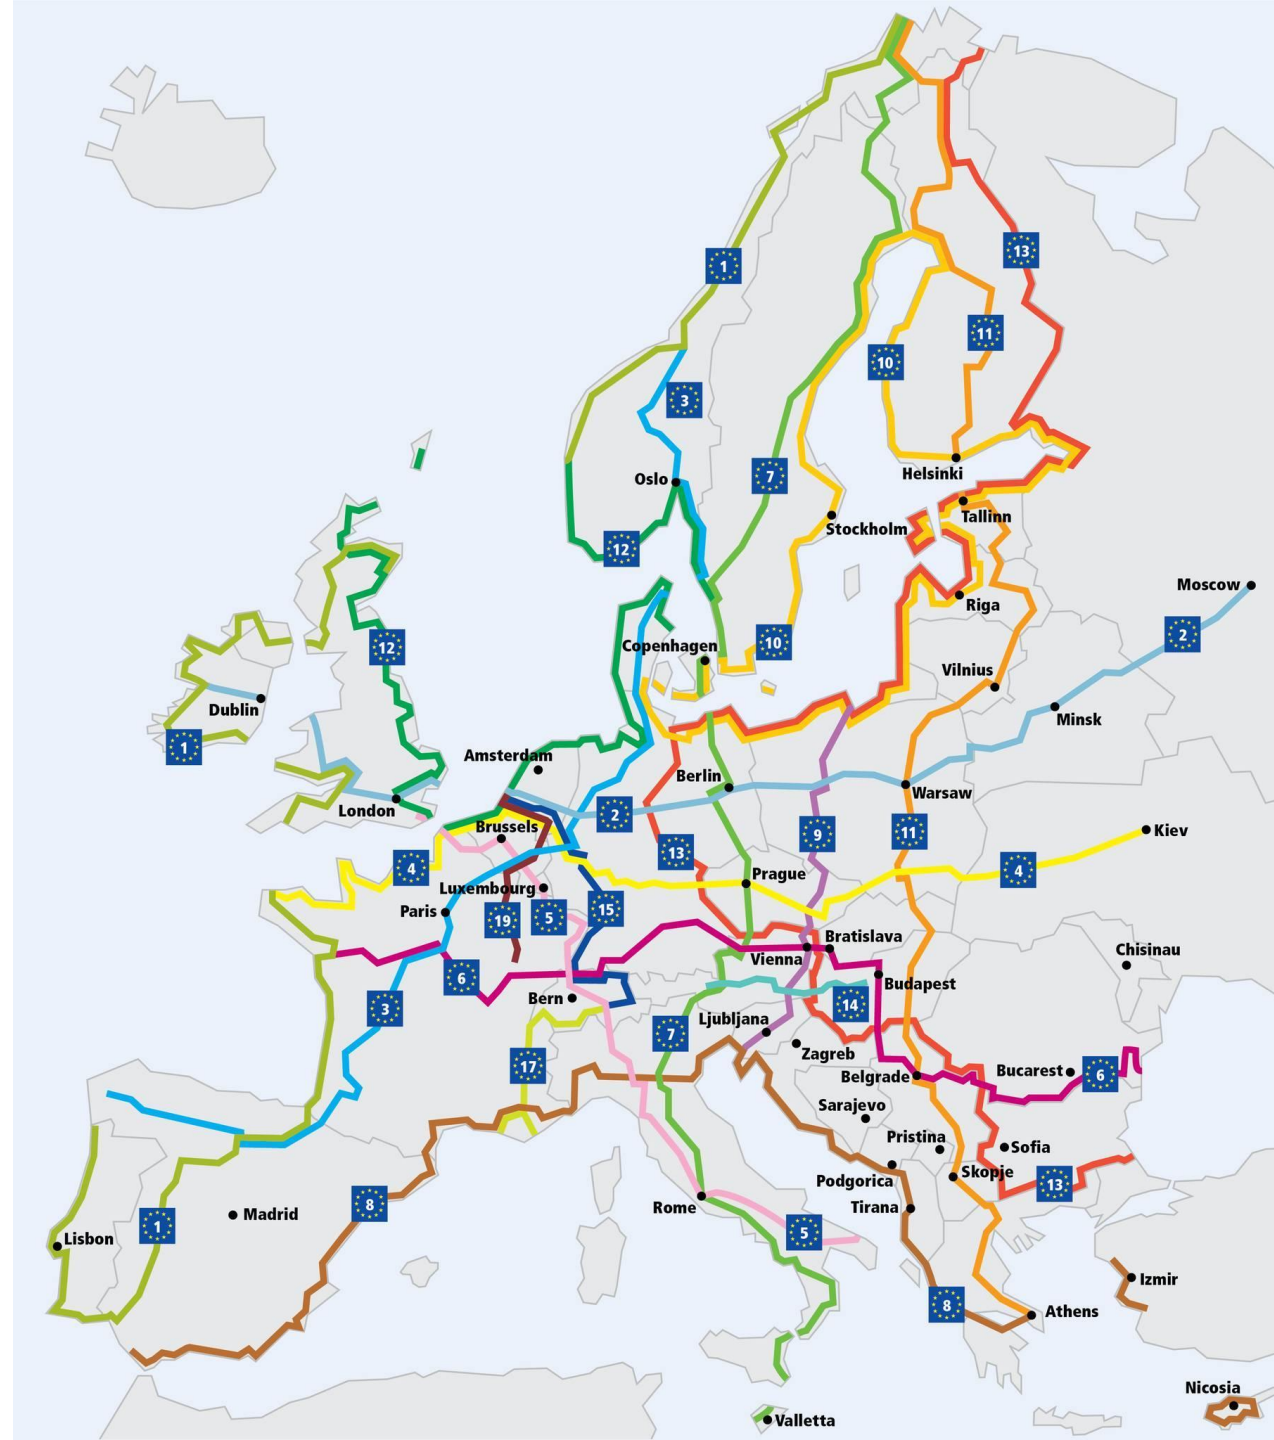 13
1
11
10
3
7
Oslo
Helsinki
Tallinn
Stockholm
12
Moscow
Riga
2
10
12
Copenhagen
Vilnius
Dublin
Minsk
1
Amsterdam
Berlin
Warsaw
London
2
Brussels
9
11
Kiev
13
4
4
Prague
Luxembourg
Paris
19
5
15
Bratislava
Vienna
Chisinau
6
Budapest
Bern
14
3
Ljubljana
7
Zagreb
17
Belgrade
Bucarest
6
Sarajevo
Pristina
Sofia
Skopje
Podgorica
13
Rome
8
Tirana
Madrid
1
Lisbon
5
Izmir
8
Athens
Nicosia
Valletta